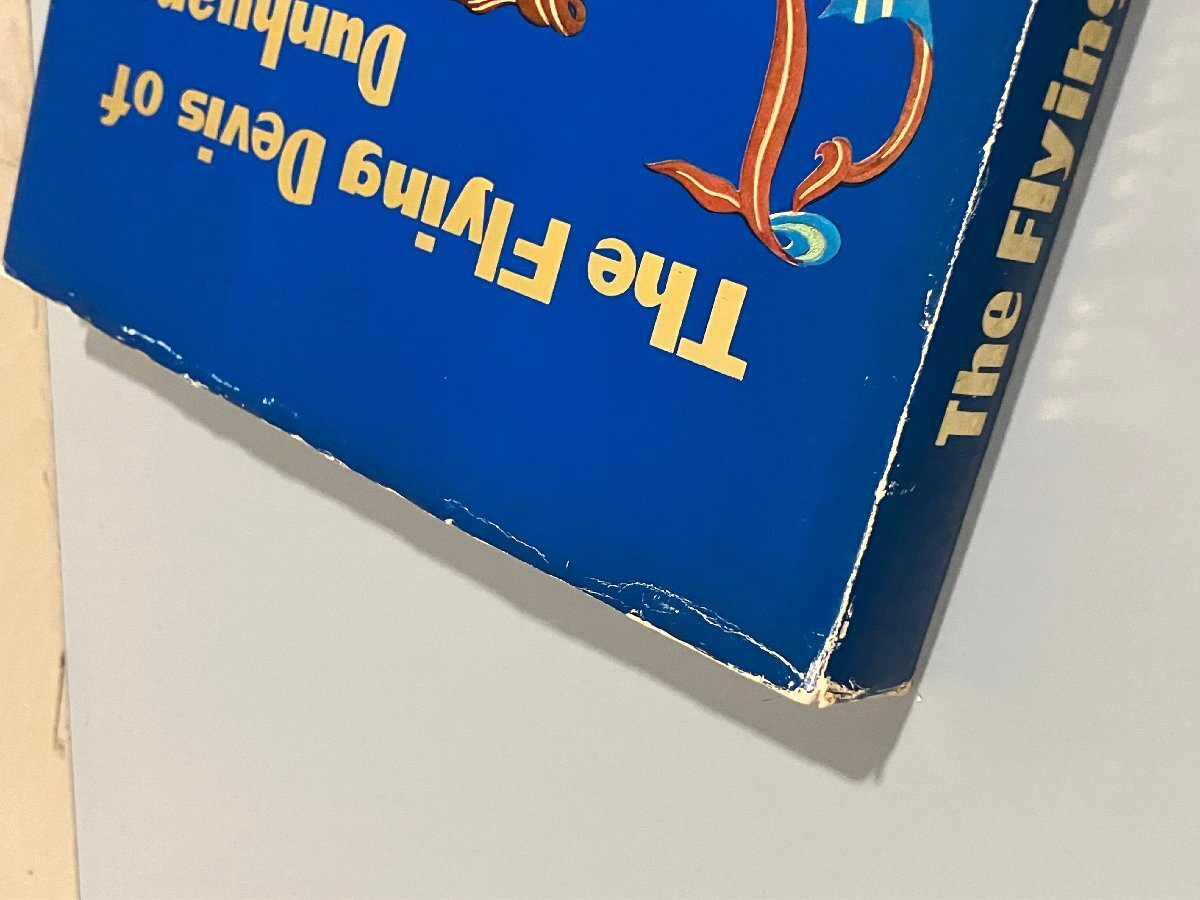 The Flying Devis of
Dunhuang
The Flying